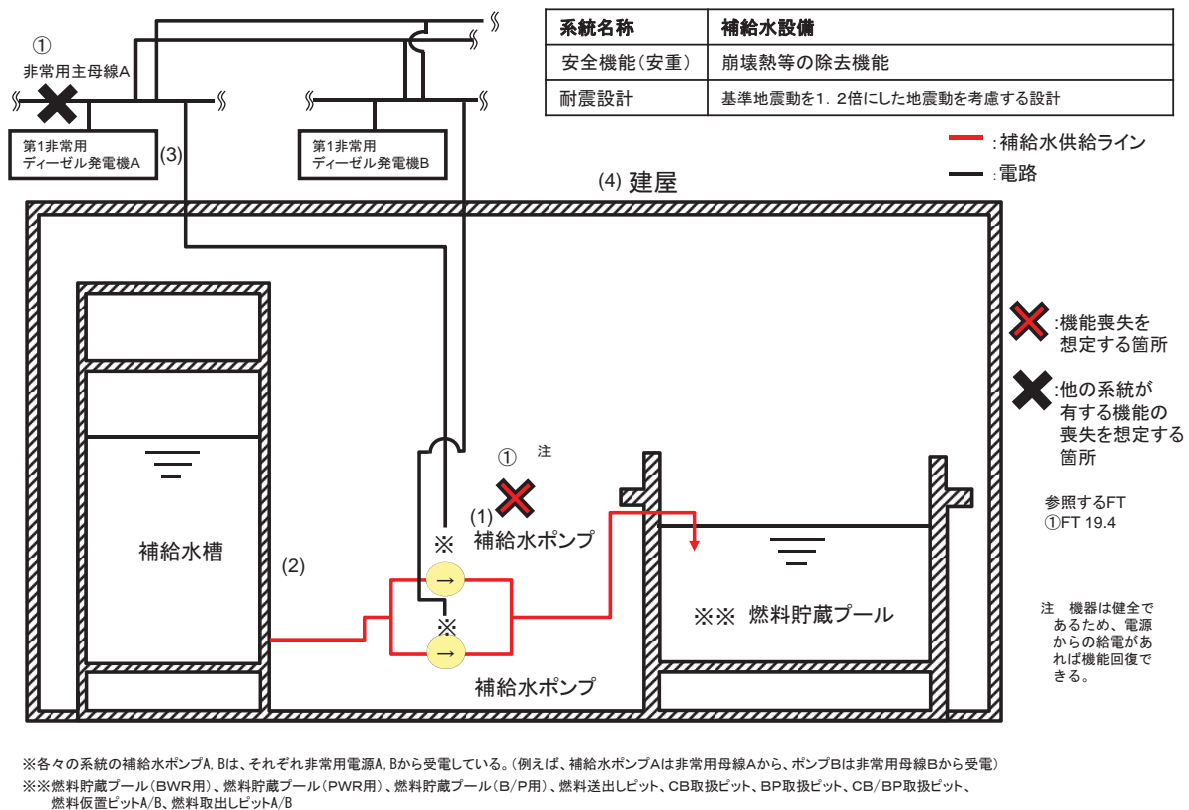 ①
非常用主母線A
第1非常用
ディーゼル発電機A
(3)
第1非常用
ディーゼル発電機B
系統名称 補給水設備
安全機能(安重) 崩壊熱等の除去機能
耐震設計 基準地震動を1.2倍にした地震動を考慮する設計
:補給水供給ライン
:電路
(4) 建屋
:機能喪失を
想定する箇所
:他の系統が
有する機能の
喪失を想定する
箇所
参照するFT
①FT 19.4
① 注
(1)
※ 補給水ポンプ
→
補給水槽
(2)
※
→
補給水ポンプ
※※ 燃料貯蔵プール
注 機器は健全で
あるため、電源
からの給電があ
れば機能回復で
きる。
※各々の系統の補給水ポンプA,Bは、それぞれ非常用電源A,Bから受電している。(例えば、補給水ポンプAは非常用母線Aから、ポンプBは非常用母線Bから受電)
※※燃料貯蔵プール(BWR用)、燃料貯蔵プール(PWR用)、燃料貯蔵プール(B/P用)、燃料送出しピット、CB取扱ピット、BP取扱ピット、CB/BP取扱ピット、
燃料仮置ピットA/B、燃料取出しピットA/B